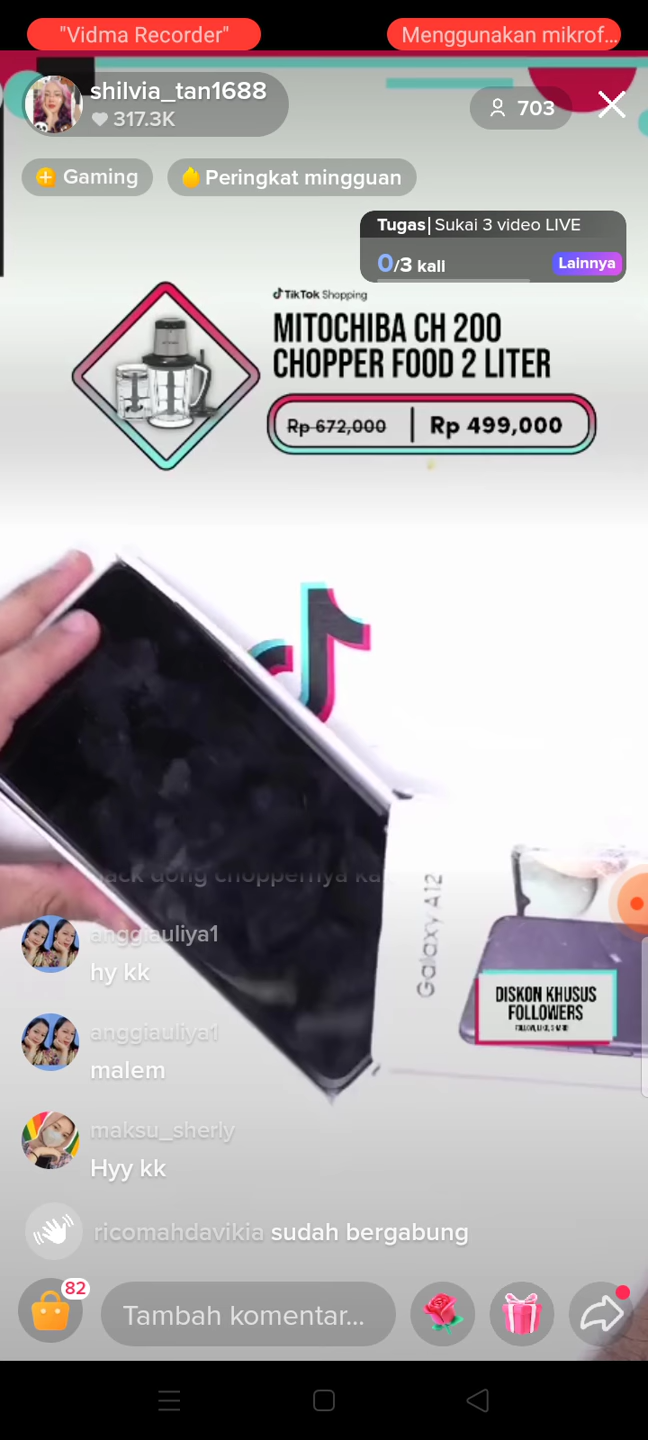 "Vidma Recorder"
Menggunakan mikrof...
shilvia_tan1688
317.3K
703
Gaming
Peringkat mingguan
Tugas| Sukai 3 video LIVE
0/3 kali
Lainnya
TikTok Shopping
MITOCHIBA CH 200
CHOPPER FOOD 2 LITER
Rp 672,000 | Rp 499,000
dong choppernya
Galaxy A12
anggiauliya1
hy kk
DISKON KHUSUS
FOLLOWERS
anggiauliya1
malem
maksu_sherly
Hyy kk
ricomahdavikia sudah bergabung
82
Tambah komentar...